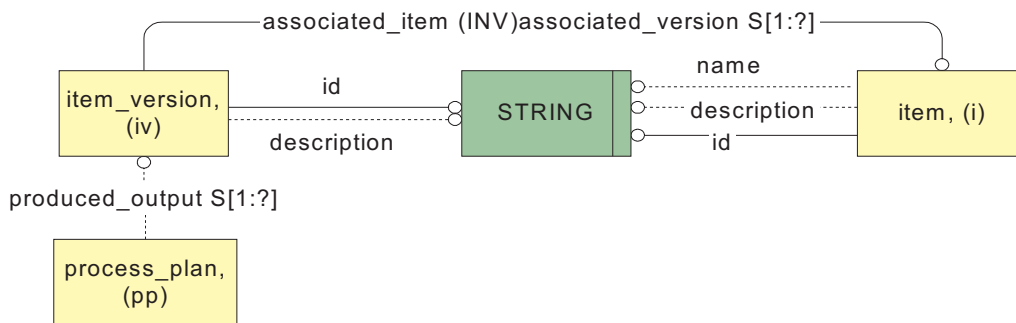 associated_item (INV)associated_version S[1:?]
item_version,
(iv)
id
description
STRING
name
description
id
item, (i)
produced_output S[1:?]
process_plan,
(pp)